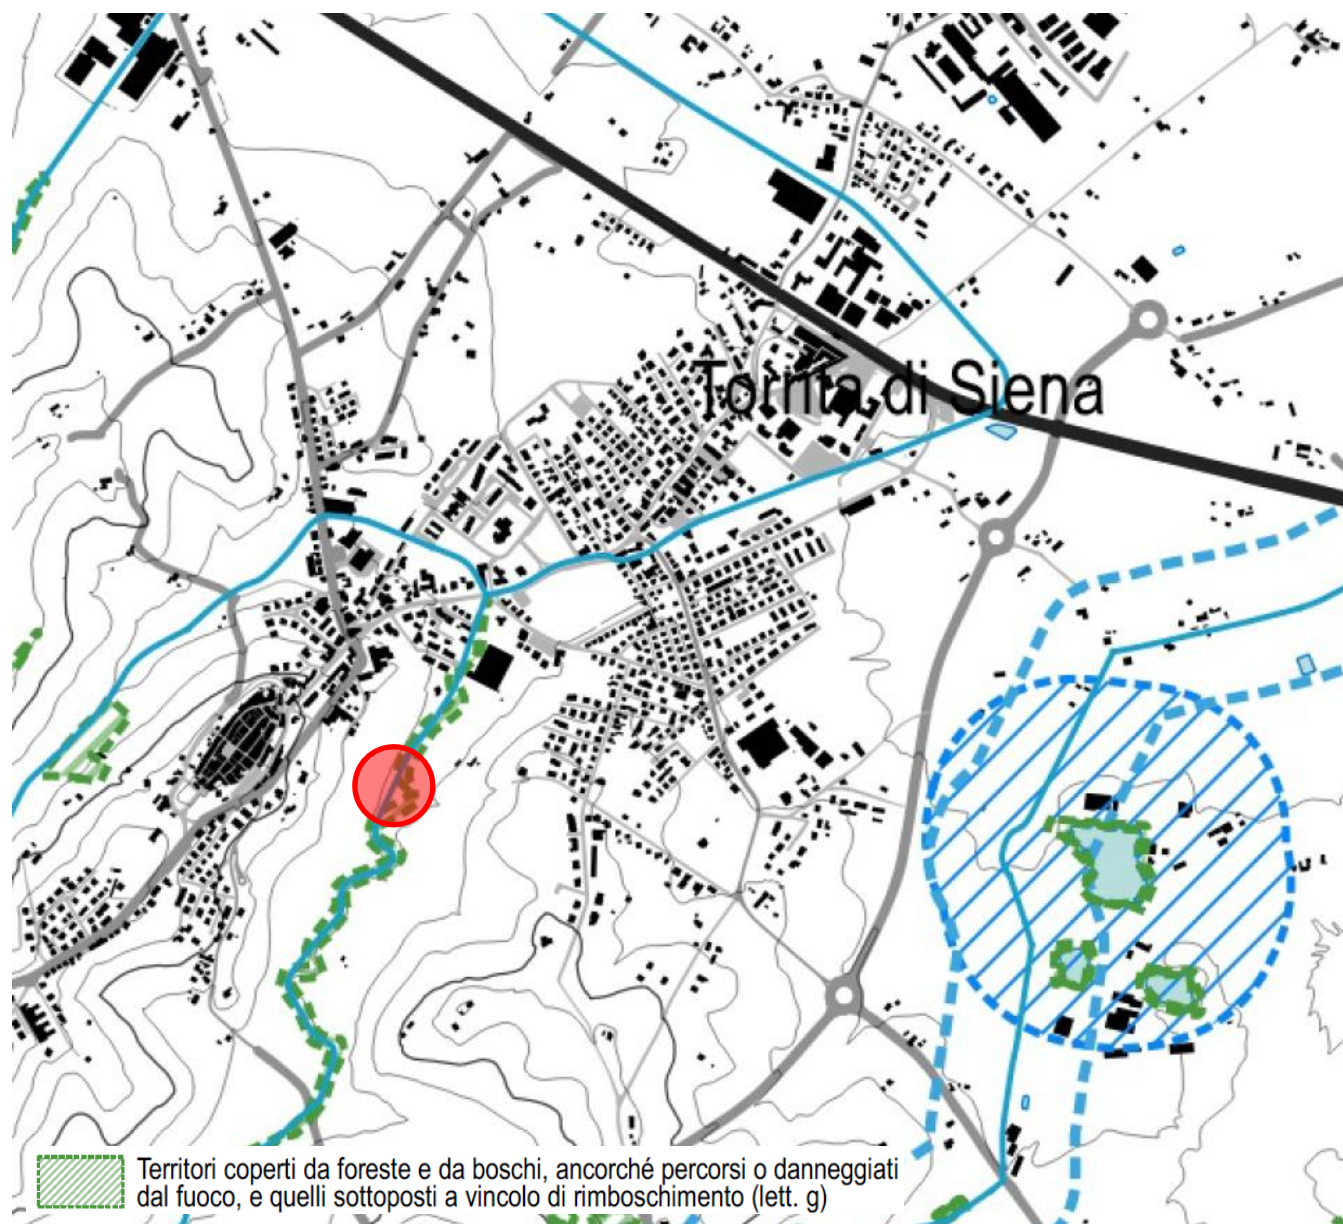 Torrita di Siena
Territori coperti da foreste e da boschi, ancorché percorsi o danneggiati
dal fuoco, e quelli sottoposti a vincolo di rimboschimento (lett. g)